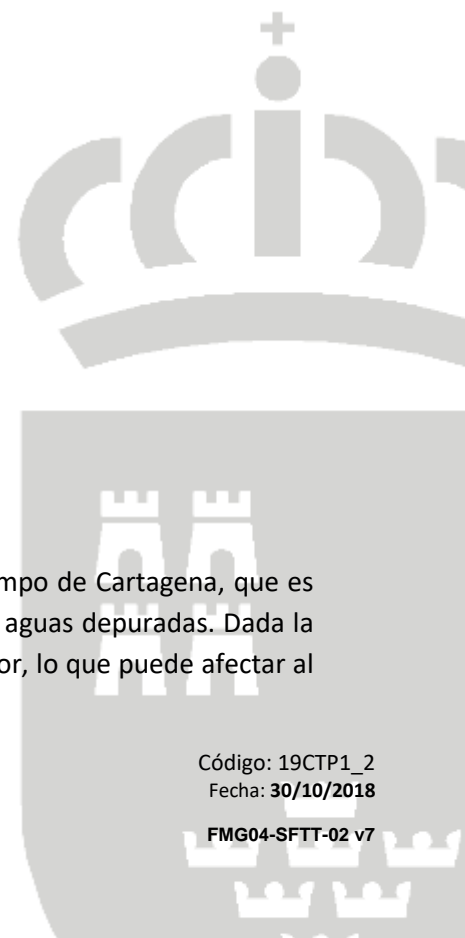 mpo de Cartagena, que es
aguas depuradas. Dada la
or, lo que puede afectar al
Código: 19CTP1_2
Fecha: 30/10/2018
FMG04-SFTT-02 v7